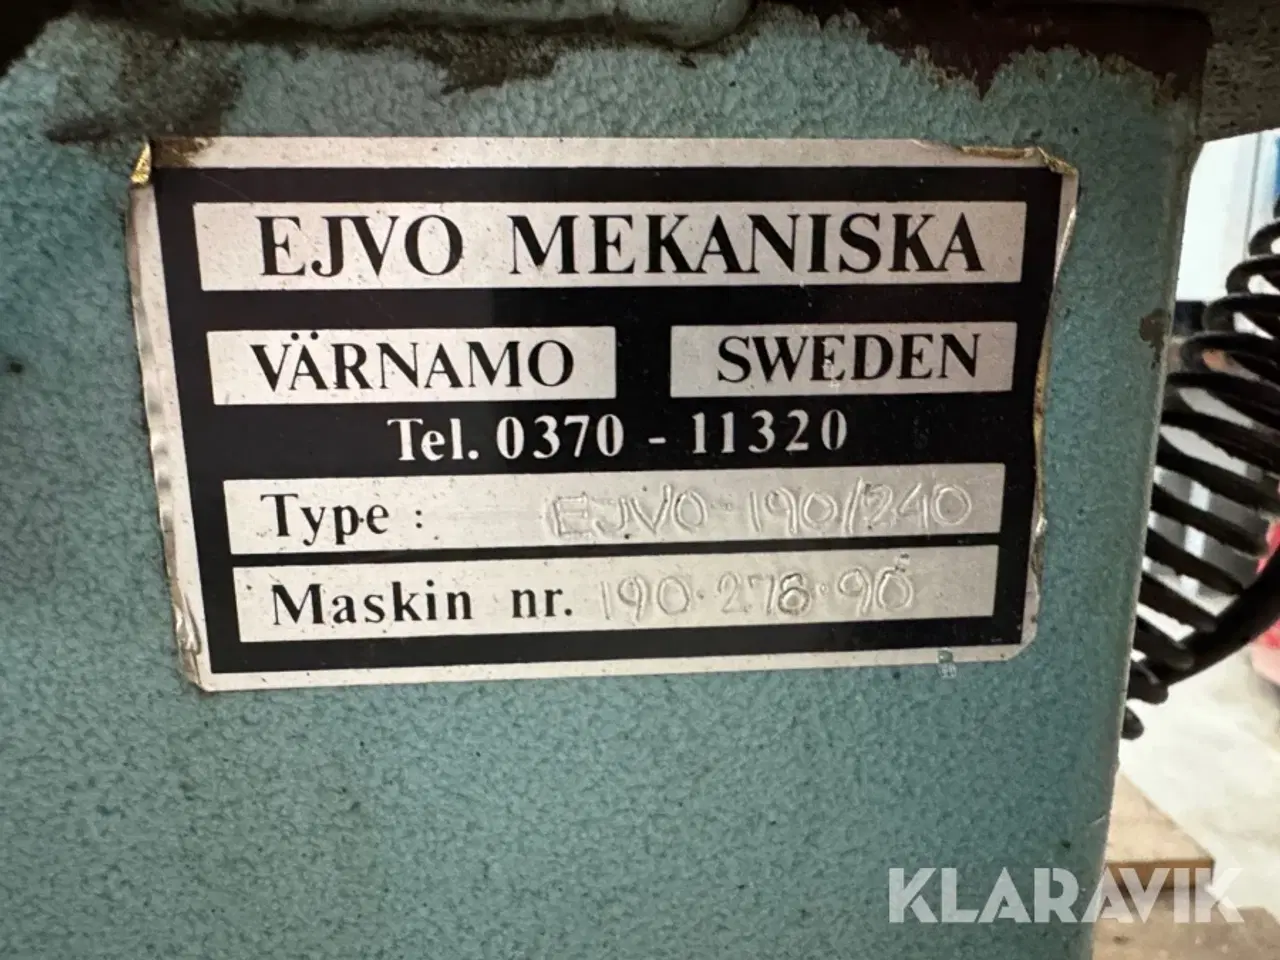 EJVO MEKANISKA
VÄRNAMO SWEDEN
Tel. 0370 - 11320
Type : EJVO-190/240
Maskin nr. 190.278.90
KLARAVIK